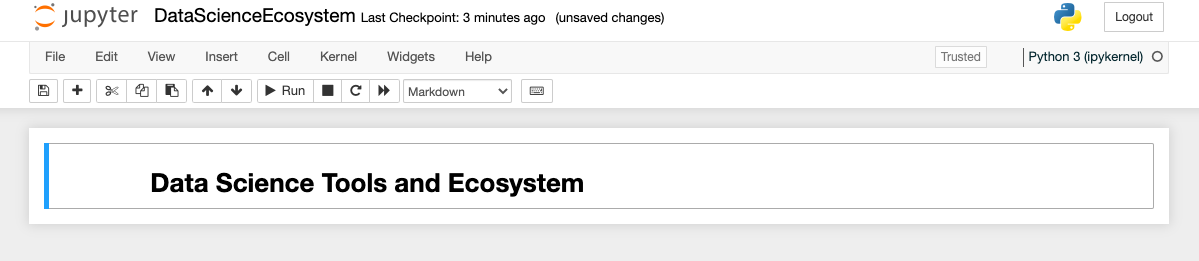 jupyter DataScienceEcosystem Last Checkpoint: 3 minutes ago (unsaved changes) Logout
File Edit View Insert Cell Kernel Widgets Help Trusted Python 3 (ipykernel)
Run Markdown
Data Science Tools and Ecosystem